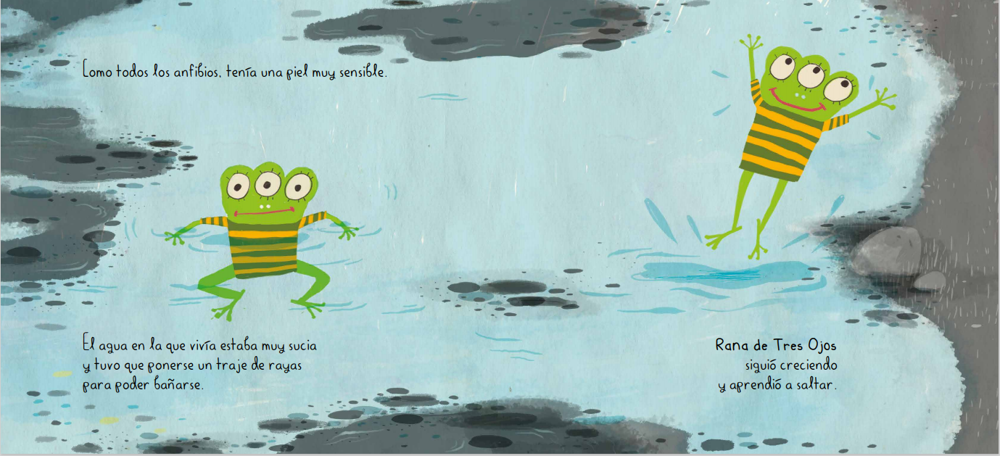 Como todos los anfibios, tenía una piel muy sensible.
El agua en la que vivía estaba muy sucia
y tuvo que ponerse un traje de rayas
para poder bañarse.
Rana de Tres Ojos
siguió creciendo
y aprendió a saltar.